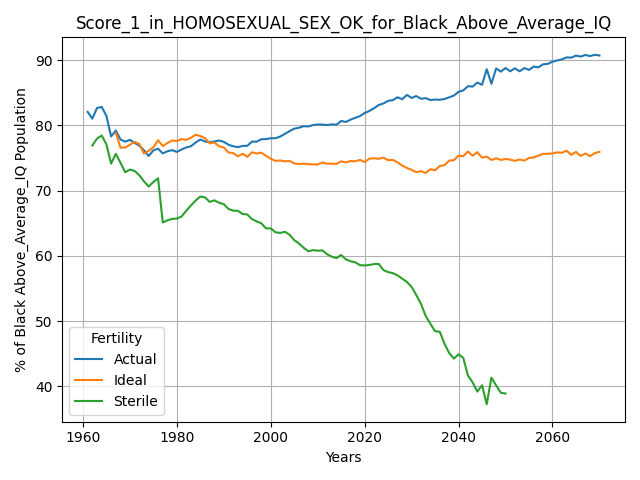 Score_1_in_HOMOSEXUAL_SEX_OK_for_Black_Above_Average_IQ
% of Black Above_Average_IQ Population
90
80
70
60
50
40
Fertility
Actual
Ideal
Sterile
1960 1980 2000 2020 2040 2060
Years